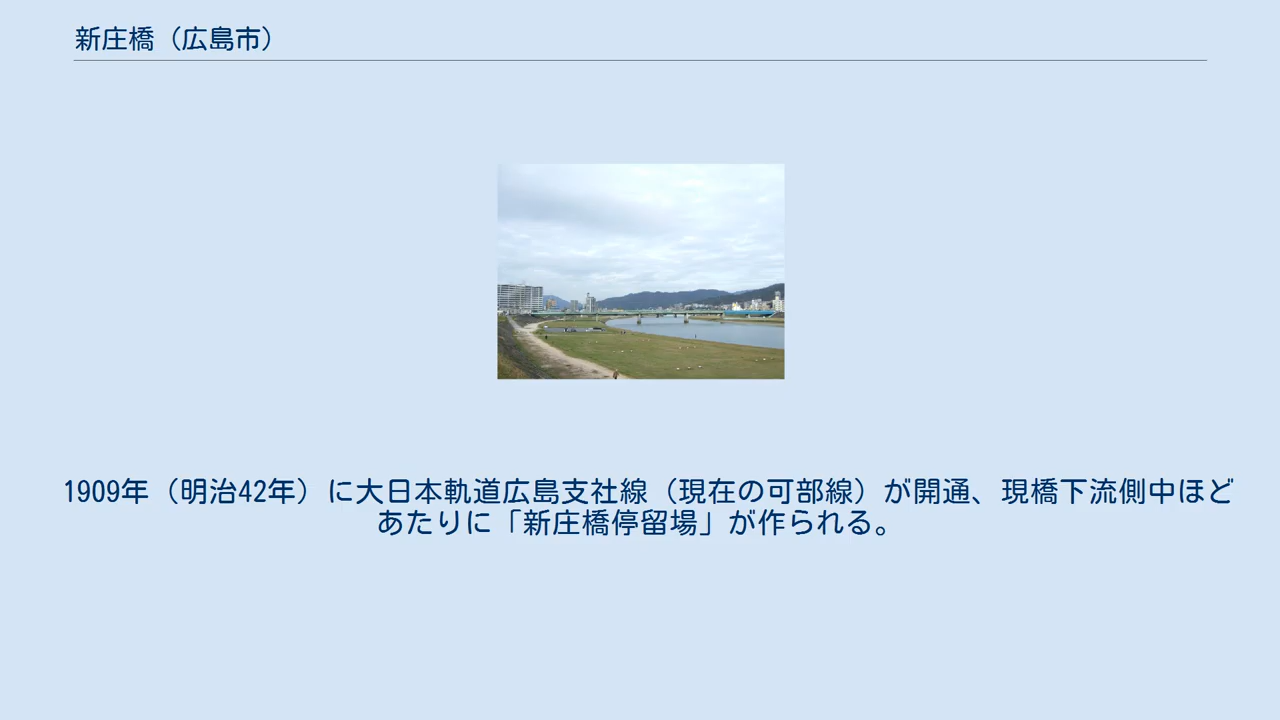 新庄橋（広島市）
1909年（明治42年）に大日本軌道広島支社線（現在の可部線）が開通、現橋下流側中ほど
あたりに「新庄橋停留場」が作られる。